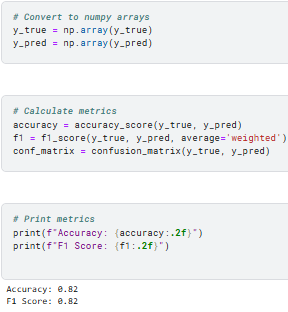 # Convert to numpy arrays
y_true = np.array(y_true)
y_pred = np.array(y_pred)
# Calculate metrics
accuracy = accuracy_score(y_true, y_pred)
f1 = f1_score(y_true, y_pred, average='weighted')
conf_matrix = confusion_matrix(y_true, y_pred)
# Print metrics
print(f"Accuracy: {accuracy:.2f}")
print(f"F1 Score: {f1:.2f}")
Accuracy: 0.82
F1 Score: 0.82